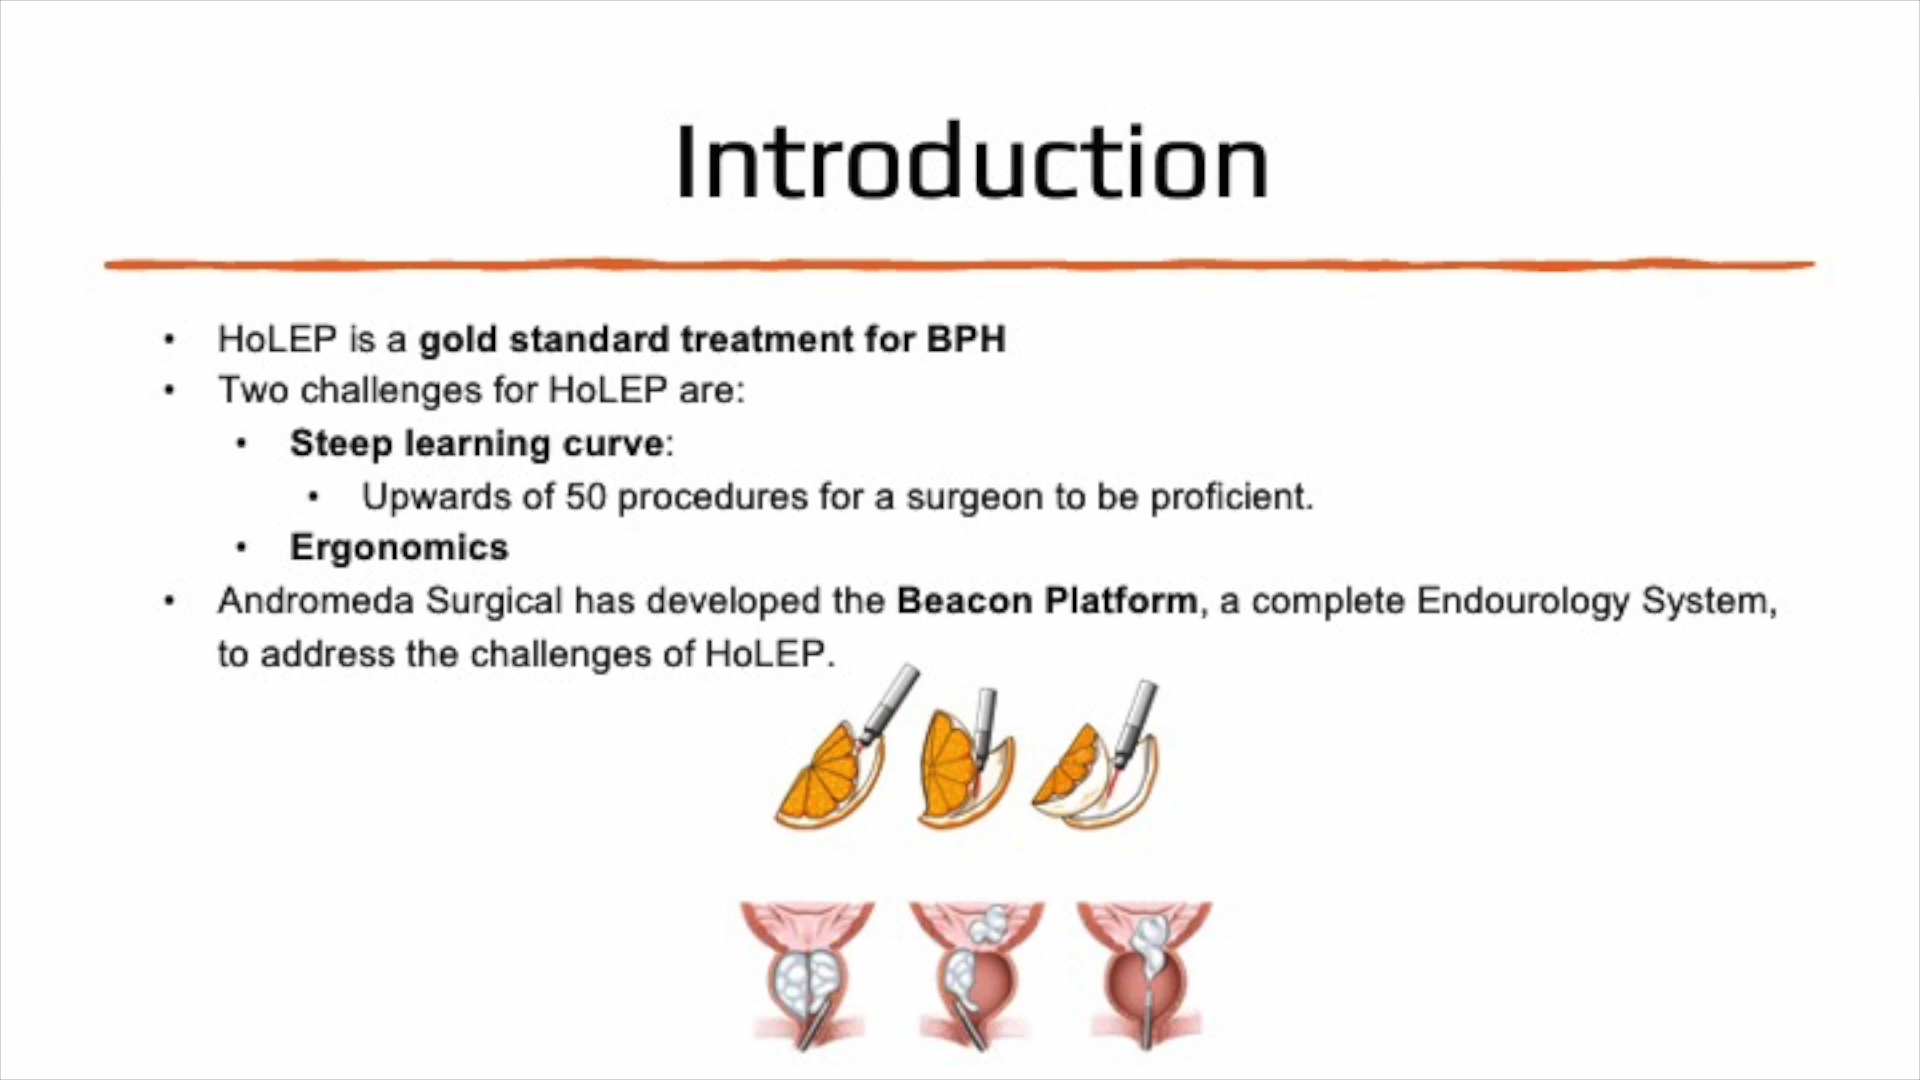 Introduction
• HoLEP is a gold standard treatment for BPH
• Two challenges for HoLEP are:
• Steep learning curve:
• Upwards of 50 procedures for a surgeon to be proficient.
• Ergonomics
• Andromeda Surgical has developed the Beacon Platform, a complete Endourology System,
to address the challenges of HoLEP.